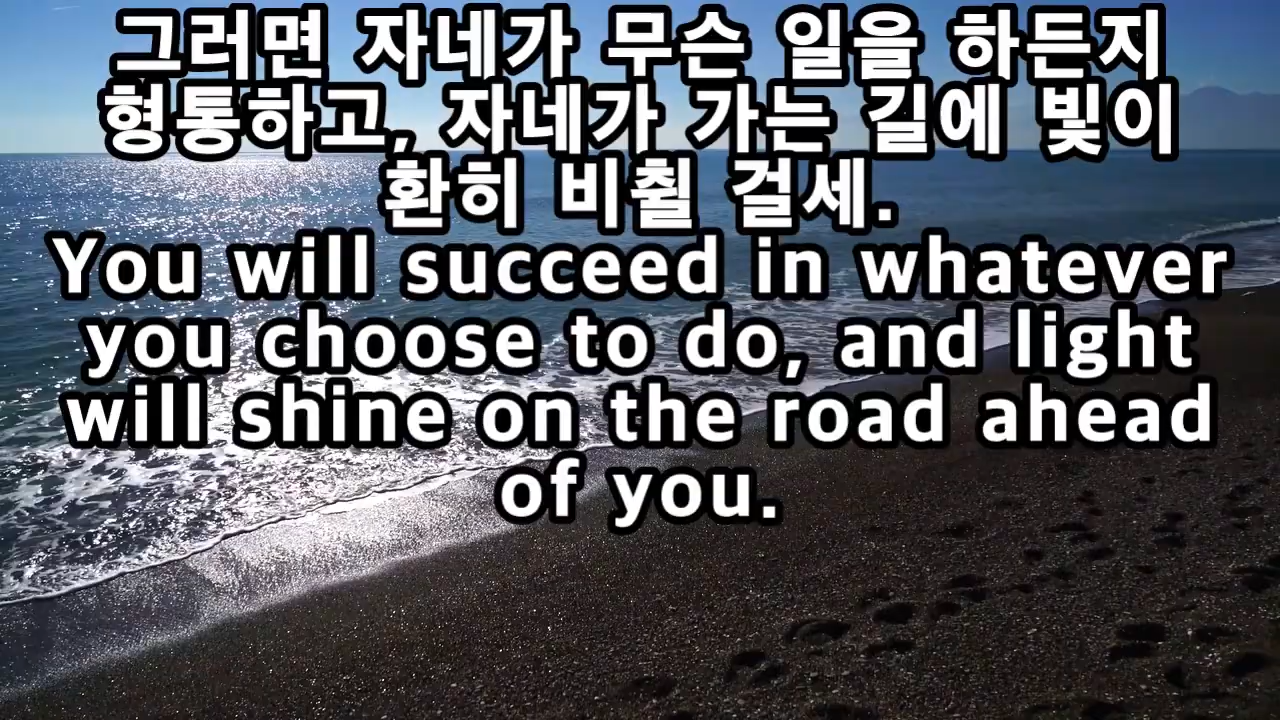 그러면 자네가 무슨 일을 하든지
형통하고, 자네가 가는 길에 빛이
환히 비췰 걸세.
You will succeed in whatever
you choose to do, and light
will shine on the road ahead
of you.